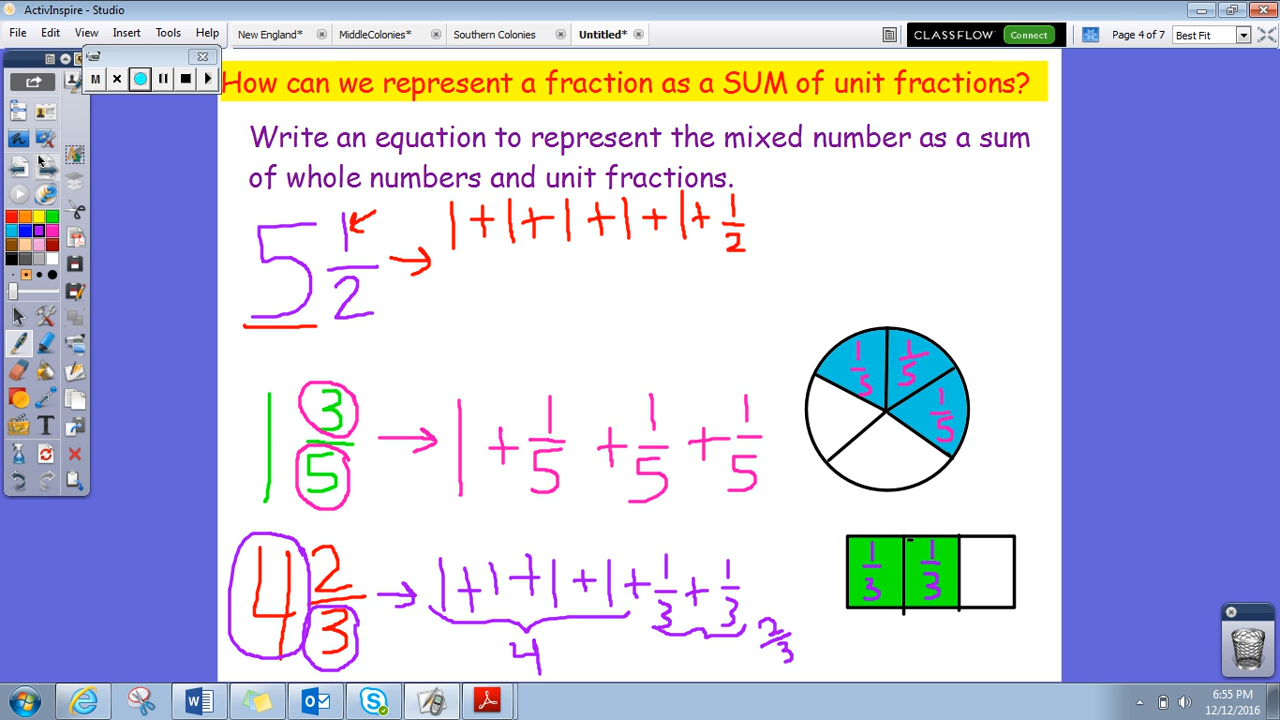 ActivInspire - Studio
File Edit View Insert Tools Help
New England* MiddleColonies* Southern Colonies Untitled* CLASSFLOW Connect Page 4 of 7 Best Fit
M
How can we represent a fraction as a SUM of unit fractions?
Write an equation to represent the mixed number as a sum
of whole numbers and unit fractions.
5 1/2 → 1 + 1 + 1 + 1 + 1 + 1/2
1 3/5 → 1 + 1/5 + 1/5 + 1/5
1/5 1/5 1/5
4 2/3 → 1 + 1 + 1 + 1 + 1/3 + 1/3
4 2/3
1/3 1/3
6:55 PM
12/12/2016